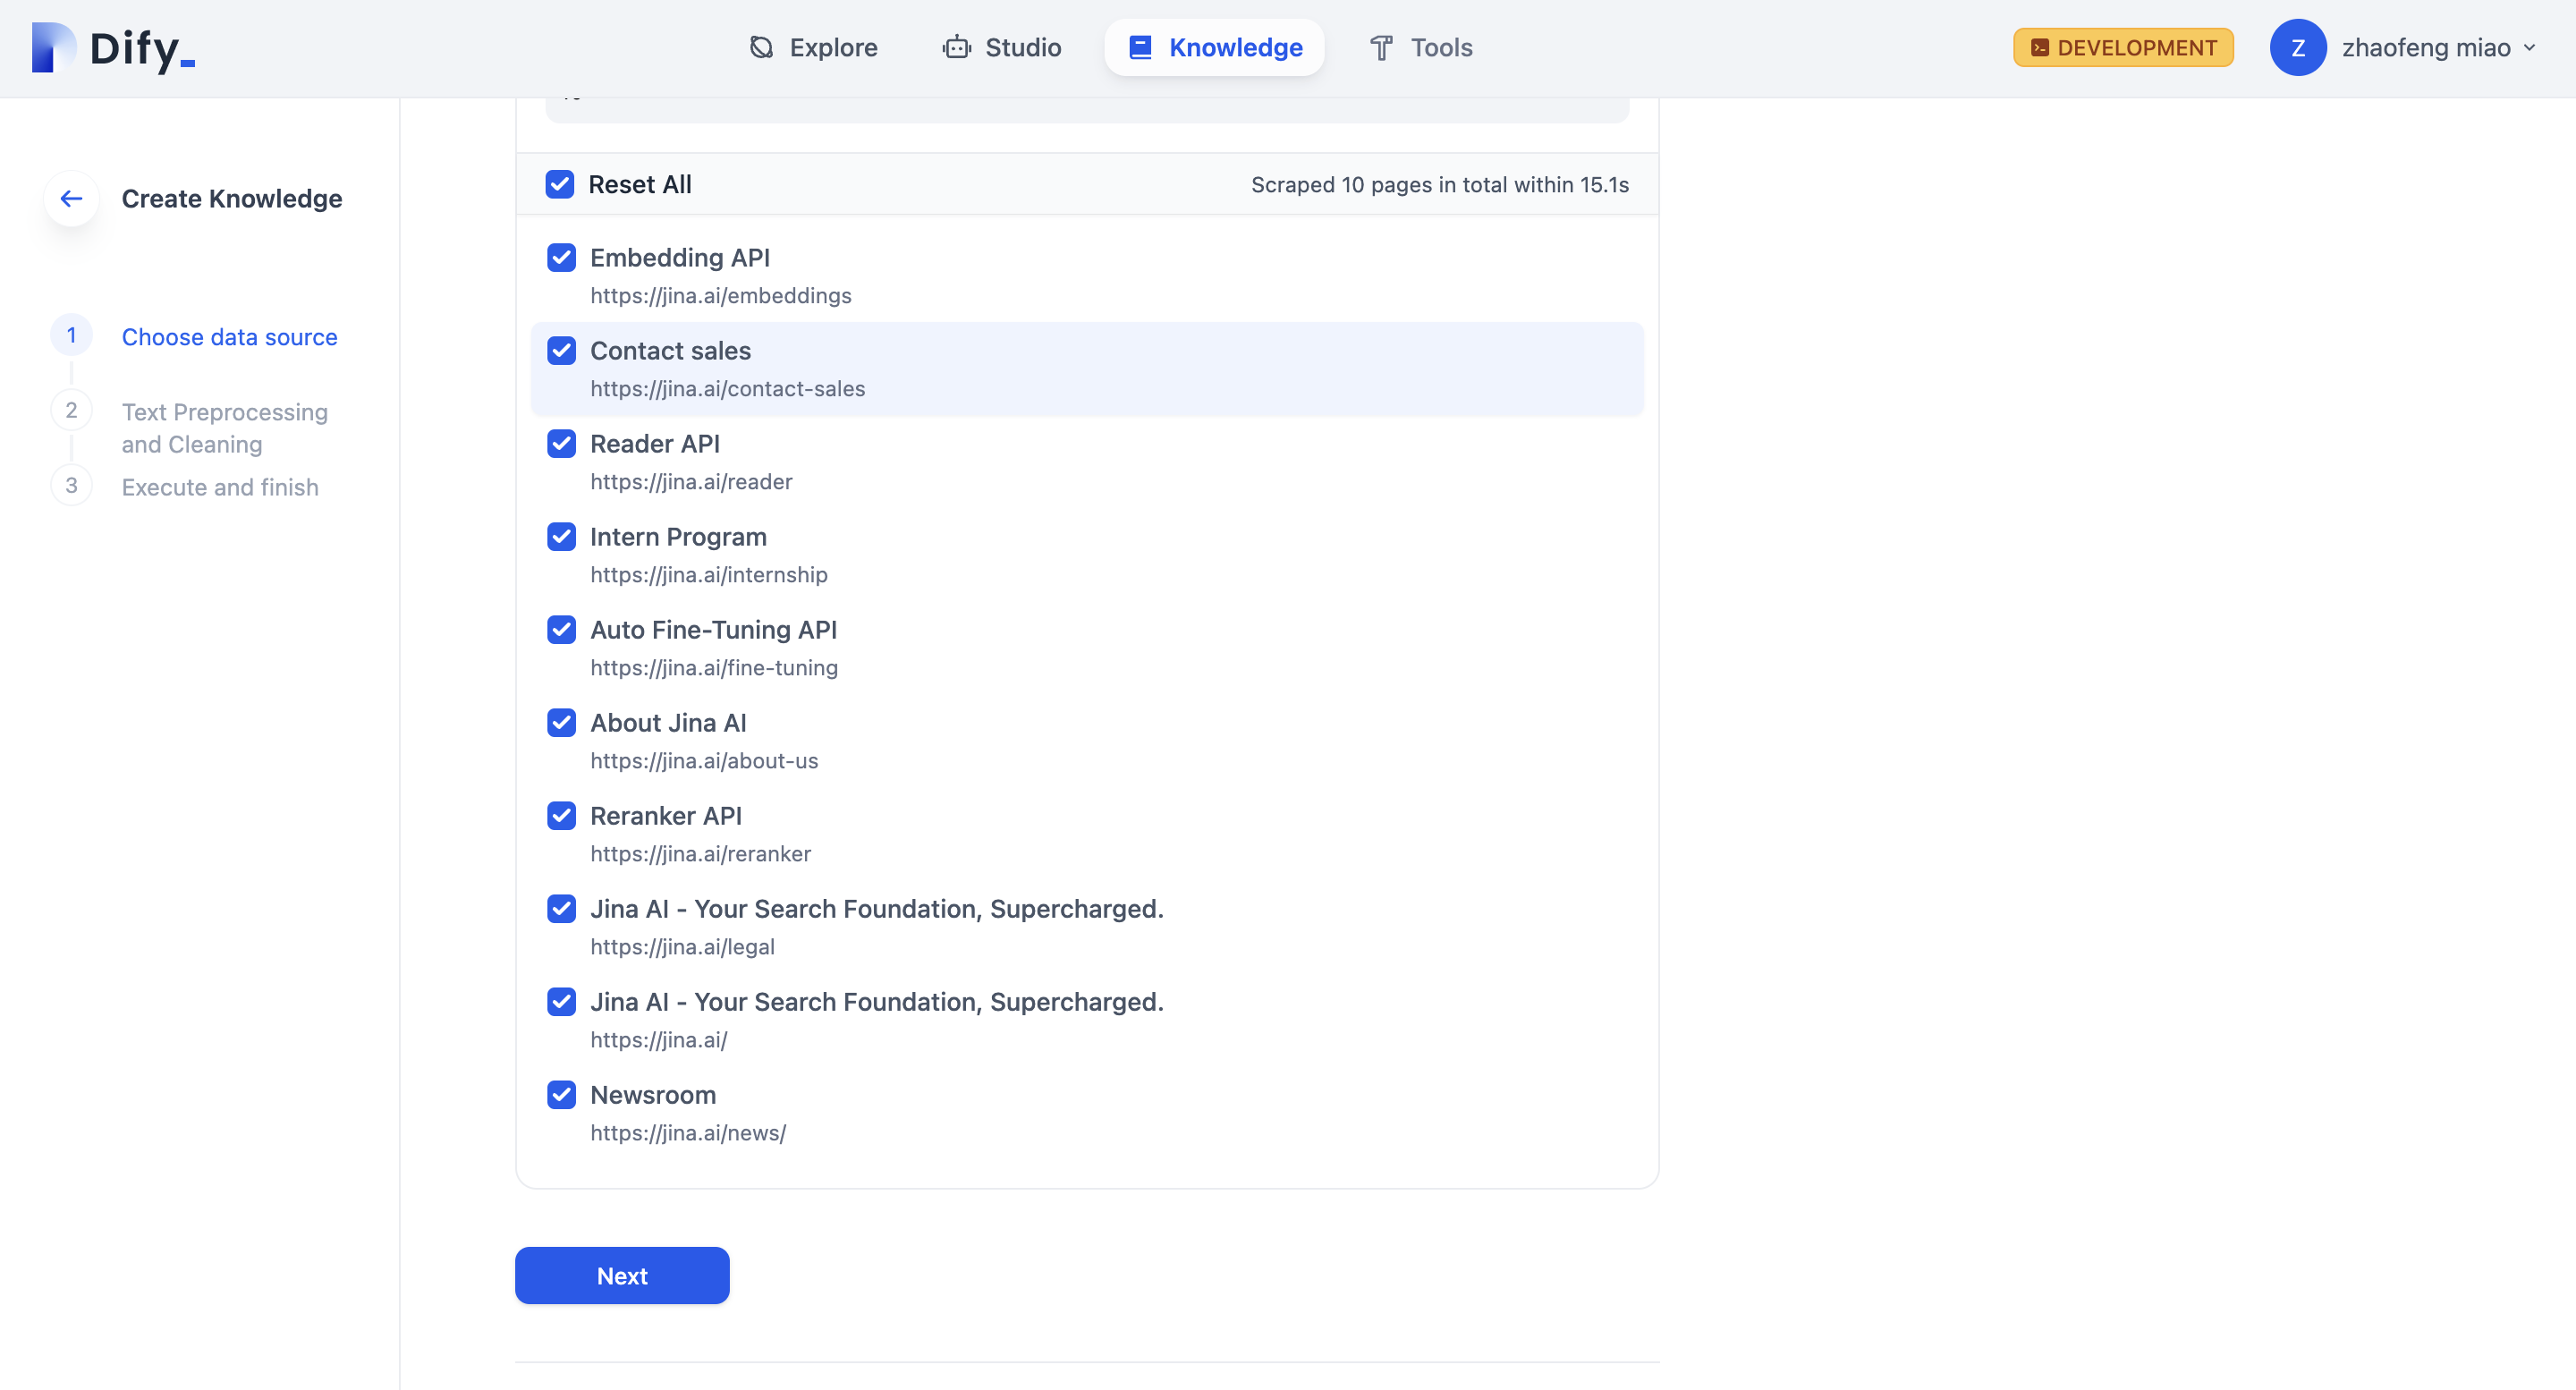 Dify_
Explore
Studio
Knowledge
Tools
DEVELOPMENT
Z
zhaofeng miao
Create Knowledge
1
Choose data source
2
Text Preprocessing
and Cleaning
3
Execute and finish
Reset All
Scraped 10 pages in total within 15.1s
Embedding API
https://jina.ai/embeddings
Contact sales
https://jina.ai/contact-sales
Reader API
https://jina.ai/reader
Intern Program
https://jina.ai/internship
Auto Fine-Tuning API
https://jina.ai/fine-tuning
About Jina AI
https://jina.ai/about-us
Reranker API
https://jina.ai/reranker
Jina AI - Your Search Foundation, Supercharged.
https://jina.ai/legal
Jina AI - Your Search Foundation, Supercharged.
https://jina.ai/
Newsroom
https://jina.ai/news/
Next